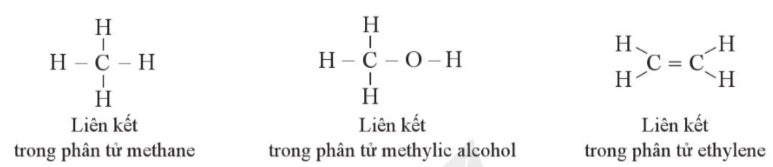 H H
H – C – H H – C – O – H H H
C = C
H H H H
Liên kết Liên kết Liên kết
trong phân tử methane trong phân tử methylic alcohol trong phân tử ethylene